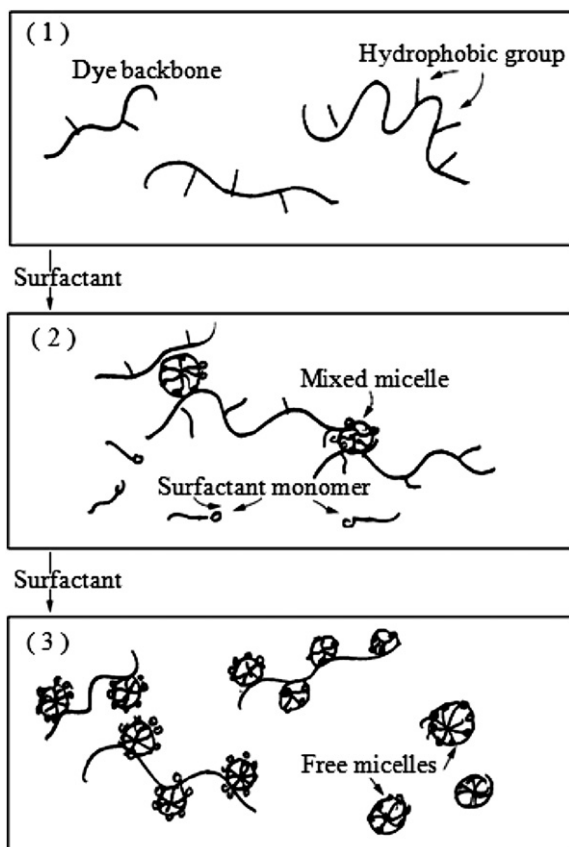 (1)
Hydrophobic group
Dye backbone
Surfactant
(2)
Mixed micelle
Surfactant monomer
Surfactant
(3)
Free micelles